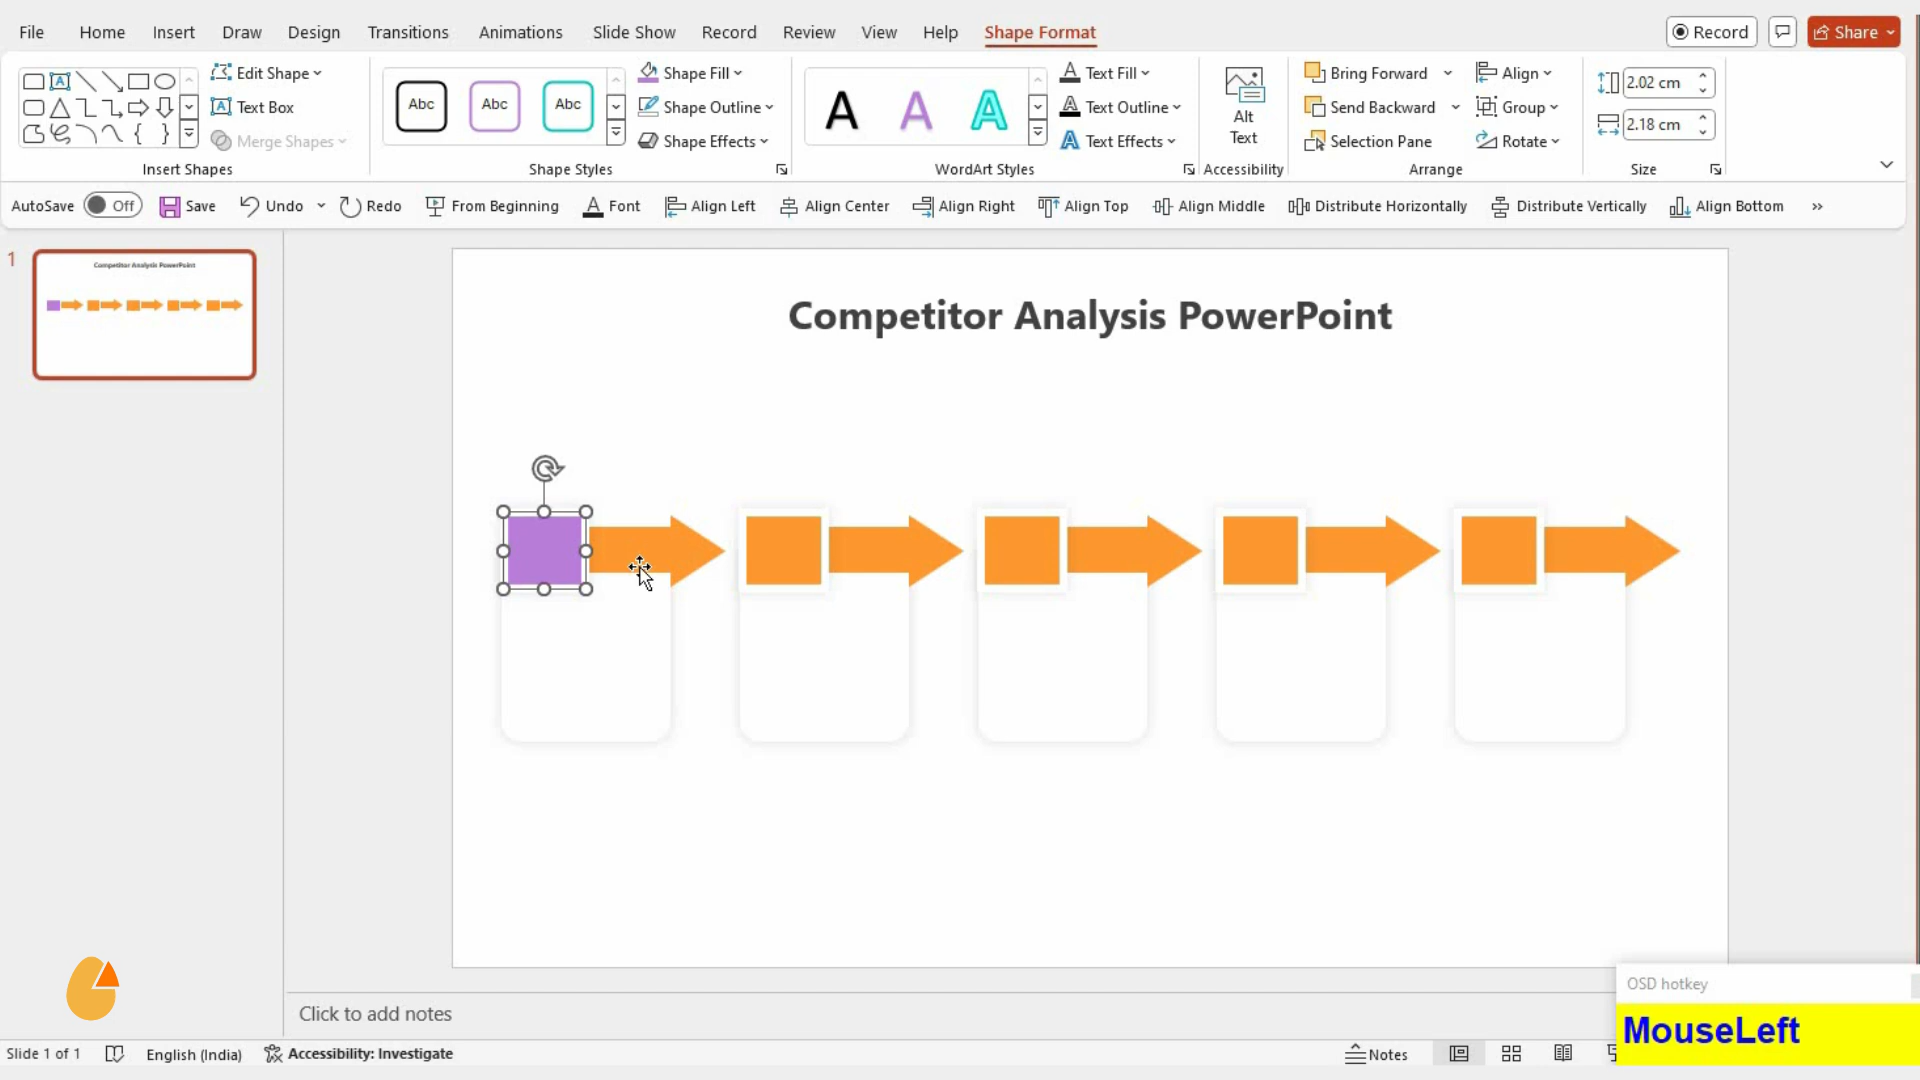 File Home Insert Draw Design Transitions Animations Slide Show Record Review View Help Shape Format Record Share
Edit Shape Abc Abc Abc Shape Fill A A A Text Fill Alt Text Bring Forward Align 2.02 cm
Text Box Shape Outline Text Outline Send Backward Group 2.18 cm
Merge Shapes Shape Effects Text Effects Selection Pane Rotate
Insert Shapes Shape Styles WordArt Styles Accessibility Arrange Size
AutoSave Off Save Undo Redo From Beginning Font Align Left Align Center Align Right Align Top Align Middle Distribute Horizontally Distribute Vertically Align Bottom
1
Competitor Analysis PowerPoint
Competitor Analysis PowerPoint
OSD hotkey
MouseLeft
Click to add notes
Slide 1 of 1 English (India) Accessibility: Investigate Notes